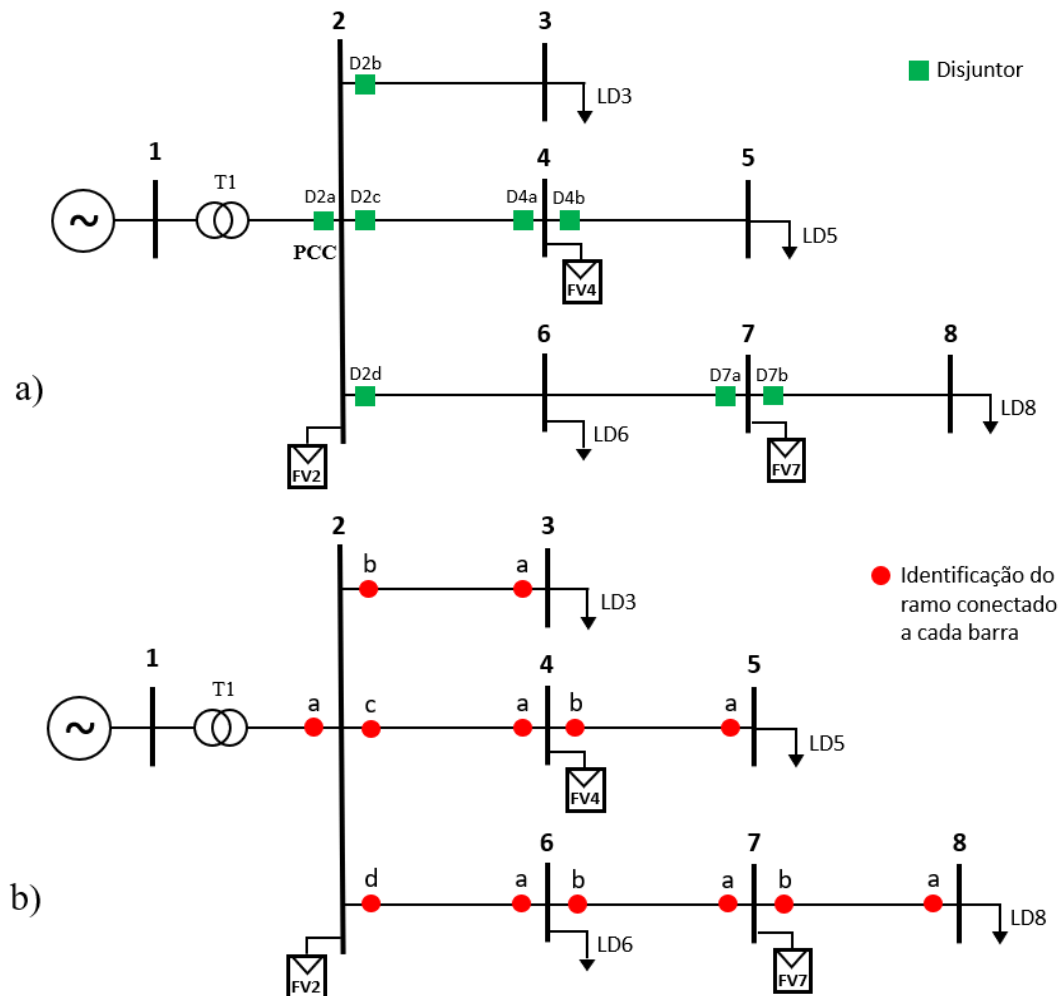 2
3
D2b
Disjuntor
LD3
1
4
5
T1
D2a
D2c
D4a
D4b
PCC
LD5
FV4
6
7
8
a)
D2d
D7a
D7b
LD6
LD8
FV2
FV7
2
3
b
a
Identificação do
ramo conectado
a cada barra
LD3
1
4
5
T1
a
c
a
b
a
LD5
FV4
6
7
8
b)
d
a
b
a
b
a
LD6
LD8
FV2
FV7